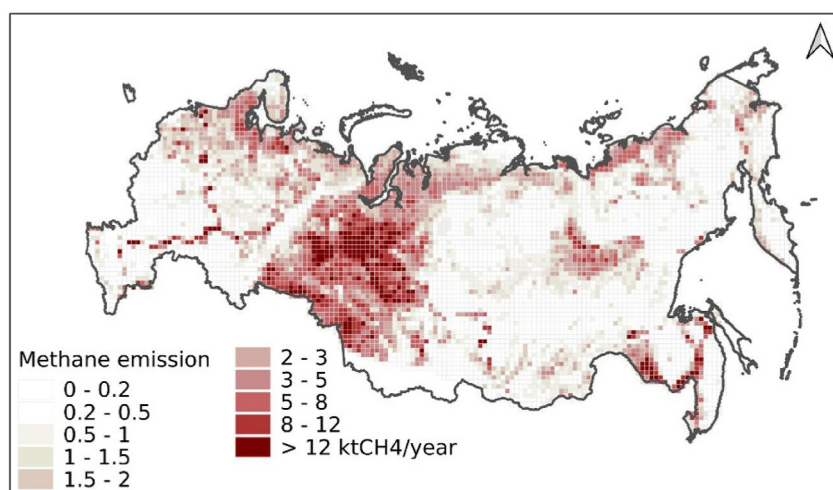 Methane emission
0 - 0.2
0.2 - 0.5
0.5 - 1
1 - 1.5
1.5 - 2
2 - 3
3 - 5
5 - 8
8 - 12
> 12 ktCH4/year